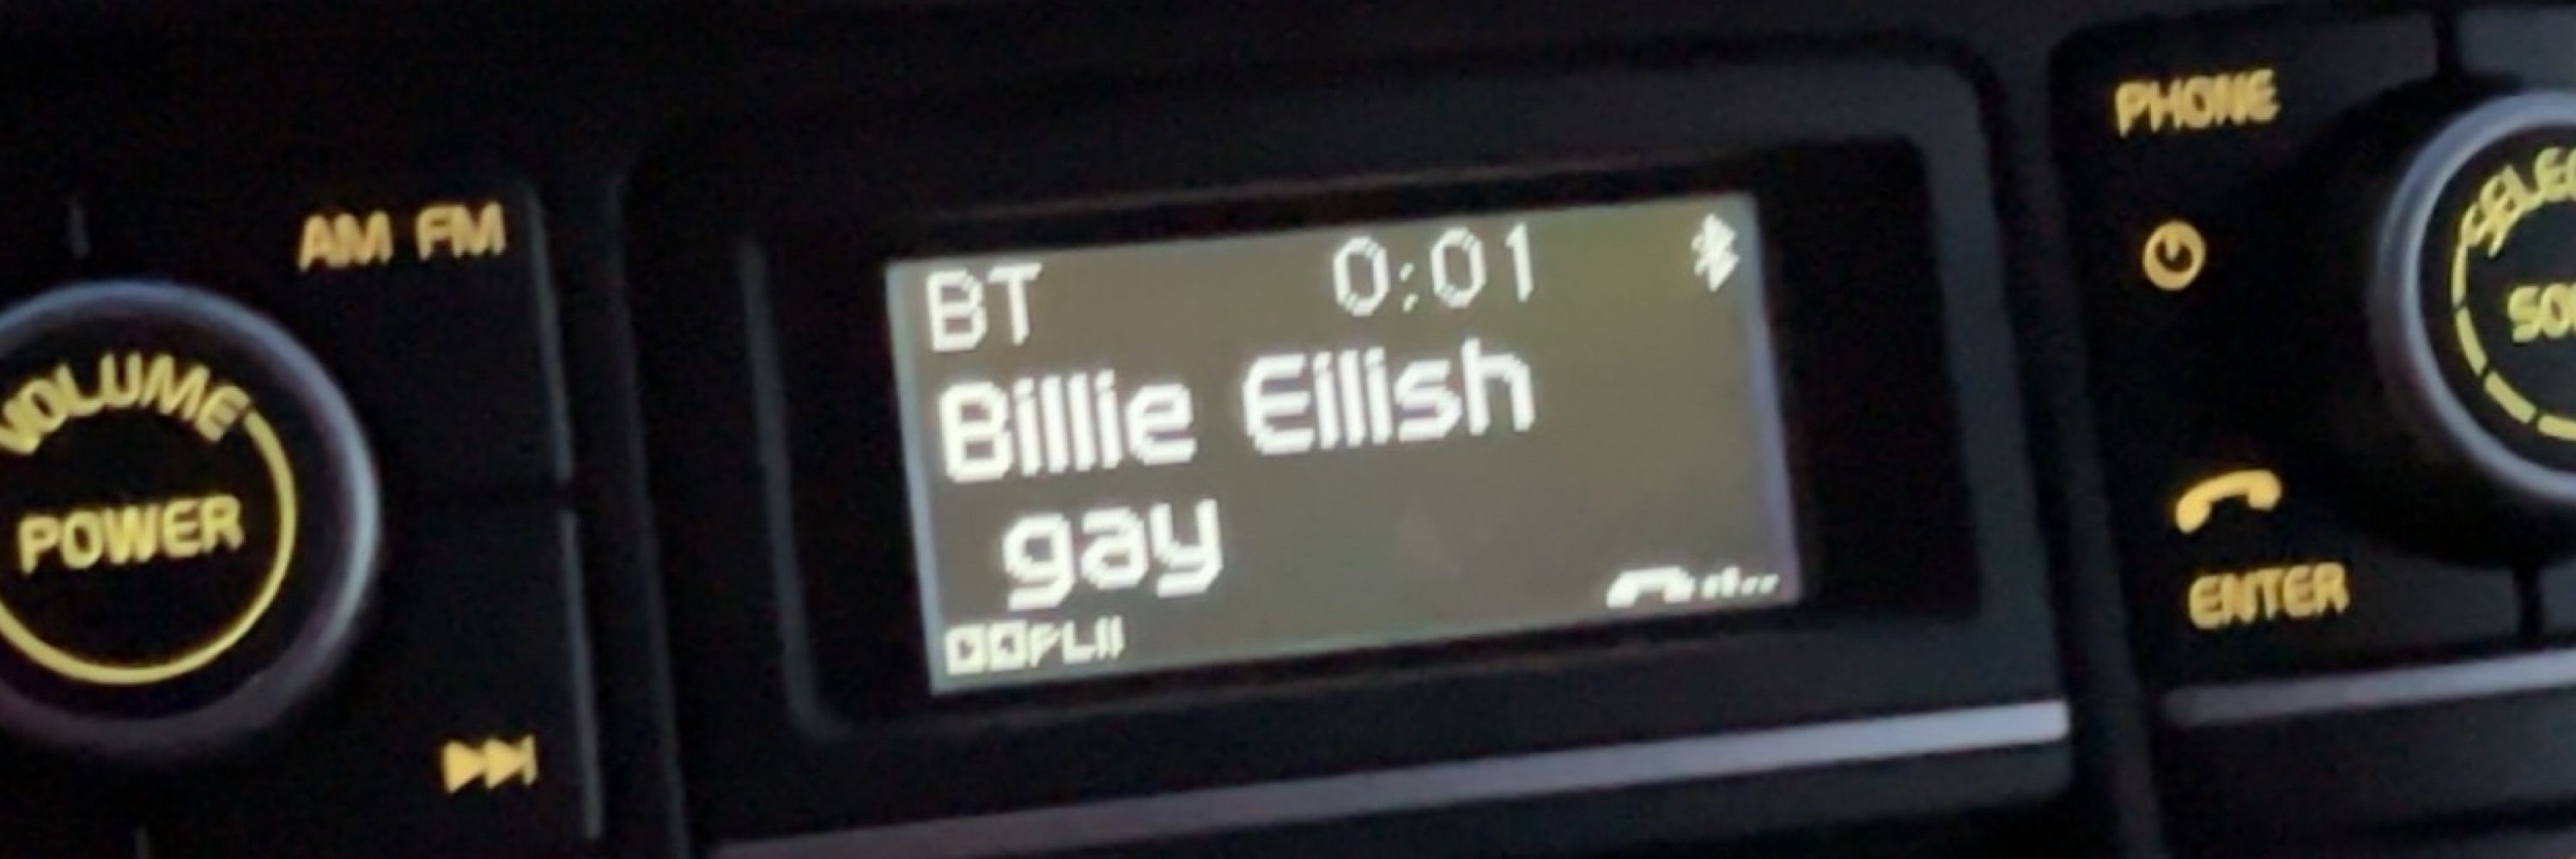 AM FM
VOLUME
POWER
BT 0:01
Billie Eilish
gay
PHONE
ENTER